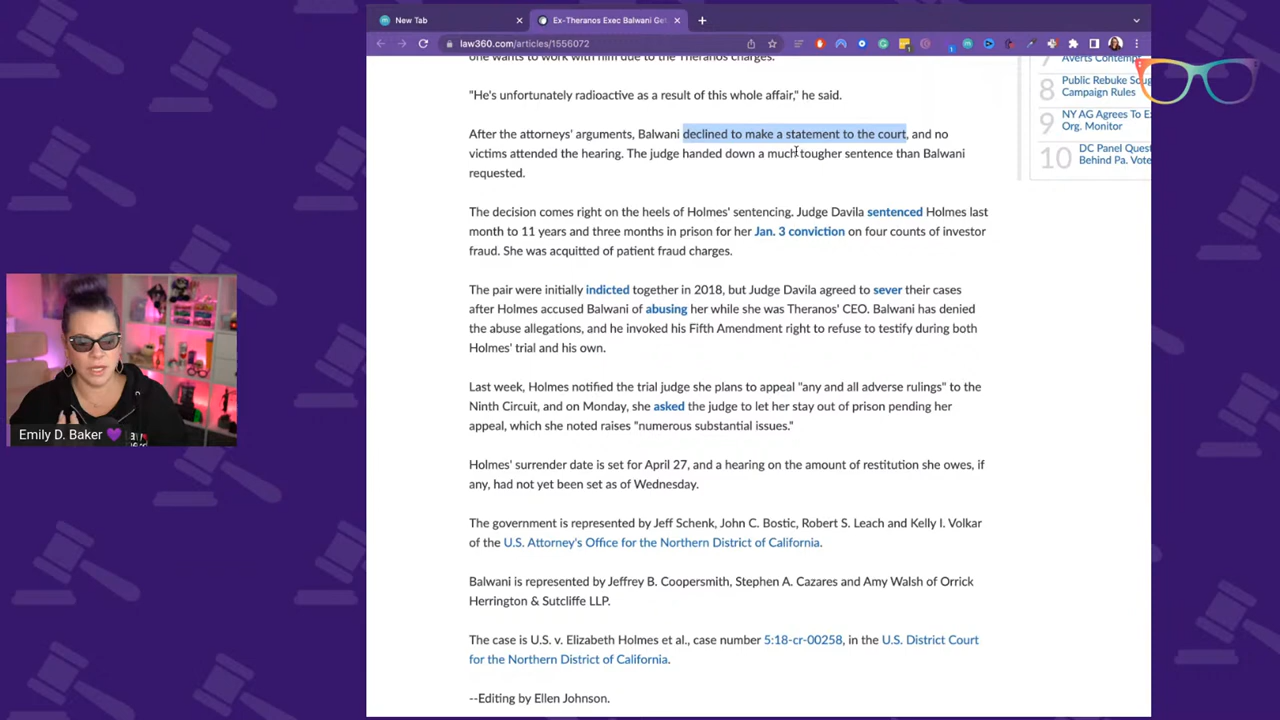 New Tab
Ex-Theranos Exec Balwani Get
law360.com/articles/1556072
one wants to work with him due to the Theranos charges.
"He's unfortunately radioactive as a result of this whole affair," he said.
After the attorneys' arguments, Balwani declined to make a statement to the court, and no
victims attended the hearing. The judge handed down a much tougher sentence than Balwani
requested.
The decision comes right on the heels of Holmes' sentencing. Judge Davila sentenced Holmes last
month to 11 years and three months in prison for her Jan. 3 conviction on four counts of investor
fraud. She was acquitted of patient fraud charges.
The pair were initially indicted together in 2018, but Judge Davila agreed to sever their cases
after Holmes accused Balwani of abusing her while she was Theranos' CEO. Balwani has denied
the abuse allegations, and he invoked his Fifth Amendment right to refuse to testify during both
Holmes' trial and his own.
Last week, Holmes notified the trial judge she plans to appeal "any and all adverse rulings" to the
Ninth Circuit, and on Monday, she asked the judge to let her stay out of prison pending her
appeal, which she noted raises "numerous substantial issues."
Holmes' surrender date is set for April 27, and a hearing on the amount of restitution she owes, if
any, had not yet been set as of Wednesday.
The government is represented by Jeff Schenk, John C. Bostic, Robert S. Leach and Kelly I. Volkar
of the U.S. Attorney's Office for the Northern District of California.
Balwani is represented by Jeffrey B. Coopersmith, Stephen A. Cazares and Amy Walsh of Orrick
Herrington & Sutcliffe LLP.
The case is U.S. v. Elizabeth Holmes et al., case number 5:18-cr-00258, in the U.S. District Court
for the Northern District of California.
--Editing by Ellen Johnson.
7
Averts Contempt
8
Public Rebuke Soug
Campaign Rules
9
NY AG Agrees To E
Org. Monitor
10
DC Panel Quest
Behind Pa. Vote
Emily D. Baker 💜